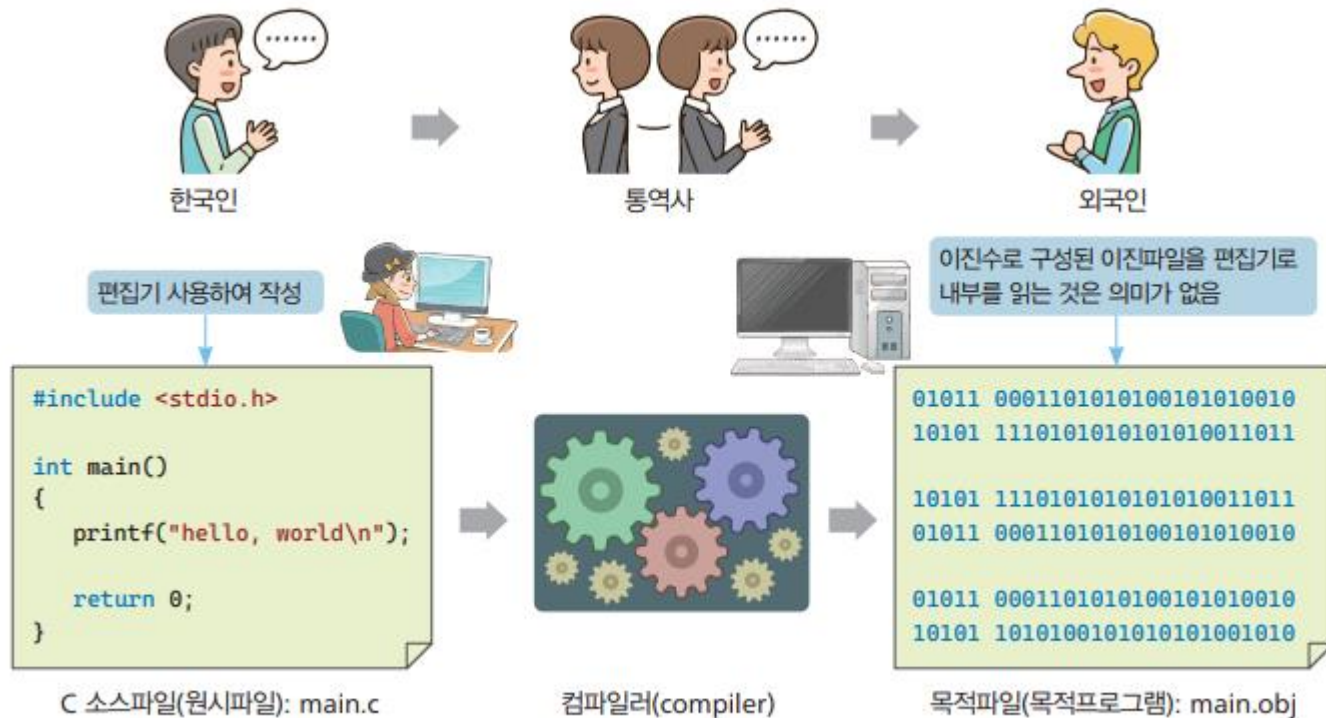 ......
......
한국인
통역사
외국인
편집기 사용하여 작성
이진수로 구성된 이진파일을 편집기로
내부를 읽는 것은 의미가 없음
#include <stdio.h>
int main()
{
printf("hello, world\n");
return 0;
}
01011 0001101010100101010010
10101 1110101010101010011011
10101 1110101010101010011011
01011 0001101010100101010010
01011 0001101010100101010010
10101 1010100101010101001010
C 소스파일(원시파일): main.c
컴파일러(compiler)
목적파일(목적프로그램): main.obj